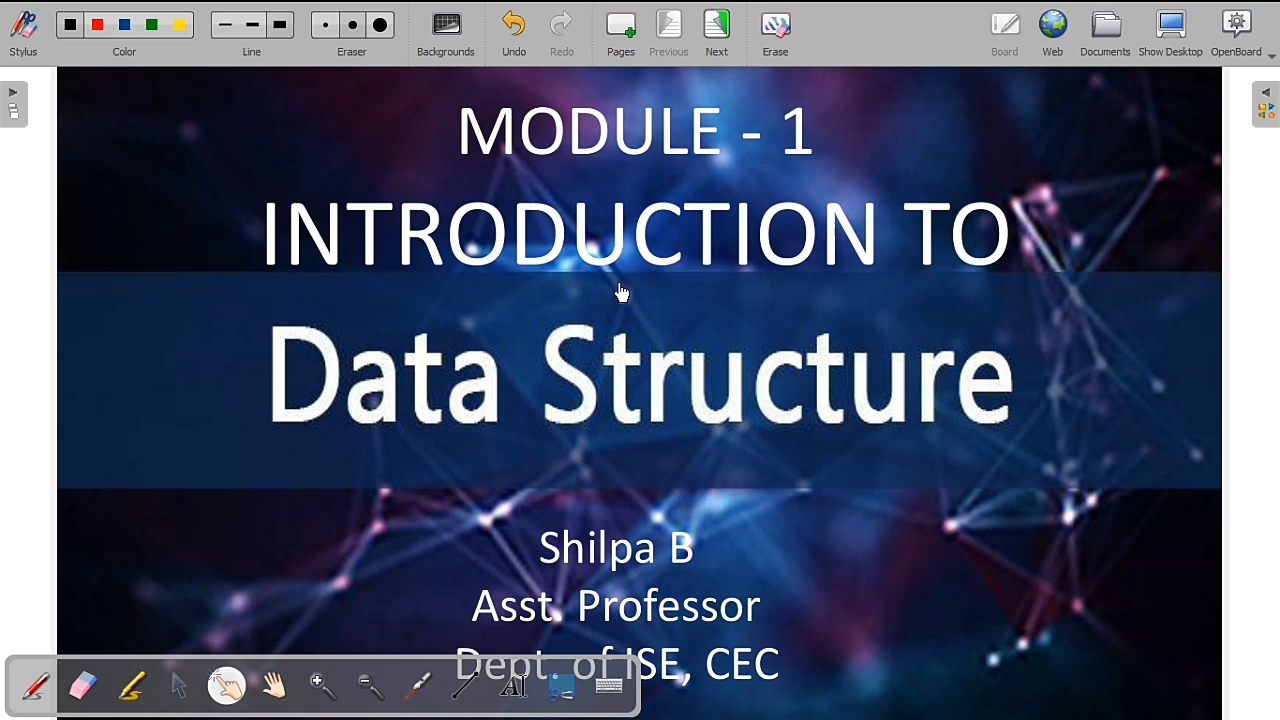 Stylus Color Line Eraser Backgrounds Undo Redo Pages Previous Next Erase Board Web Documents Show Desktop OpenBoard
MODULE - 1
INTRODUCTION TO
Data Structure
Shilpa B
Asst. Professor
Dept. of ISE, CEC
AI